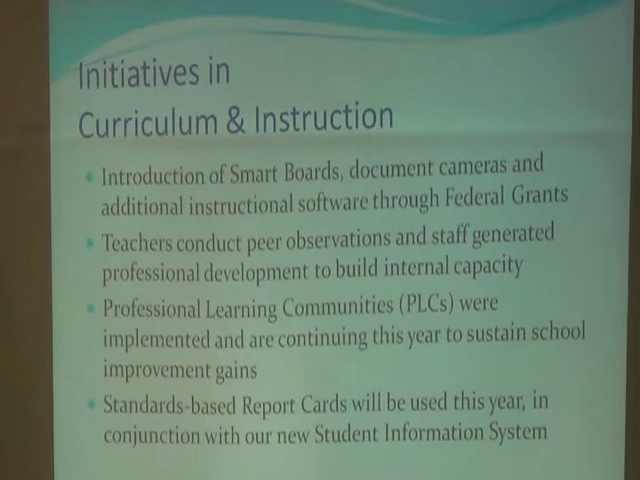 Initiatives in
Curriculum & Instruction
• Introduction of Smart Boards, document cameras and
additional instructional software through Federal Grants
• Teachers conduct peer observations and staff generated
professional development to build internal capacity
• Professional Learning Communities (PLCs) were
implemented and are continuing this year to sustain school
improvement gains
• Standards-based Report Cards will be used this year, in
conjunction with our new Student Information System